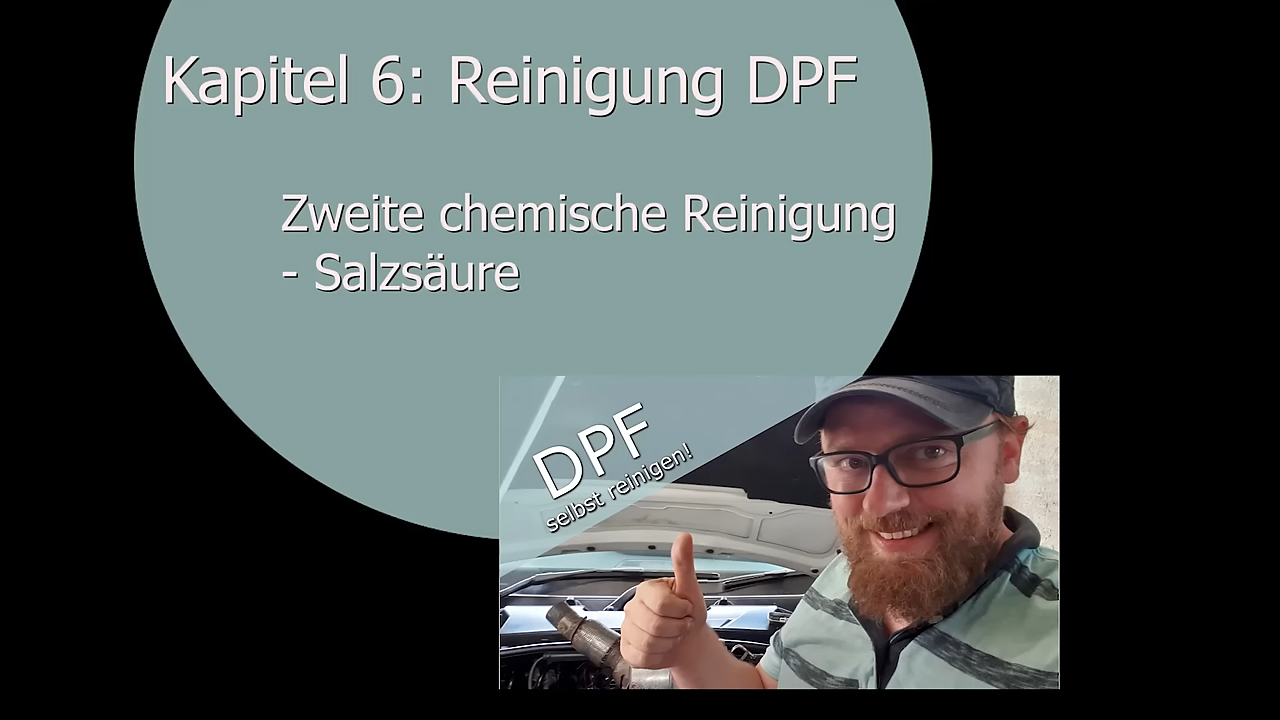 Kapitel 6: Reinigung DPF
Zweite chemische Reinigung
- Salzsäure
DPF
selbst reinigen!